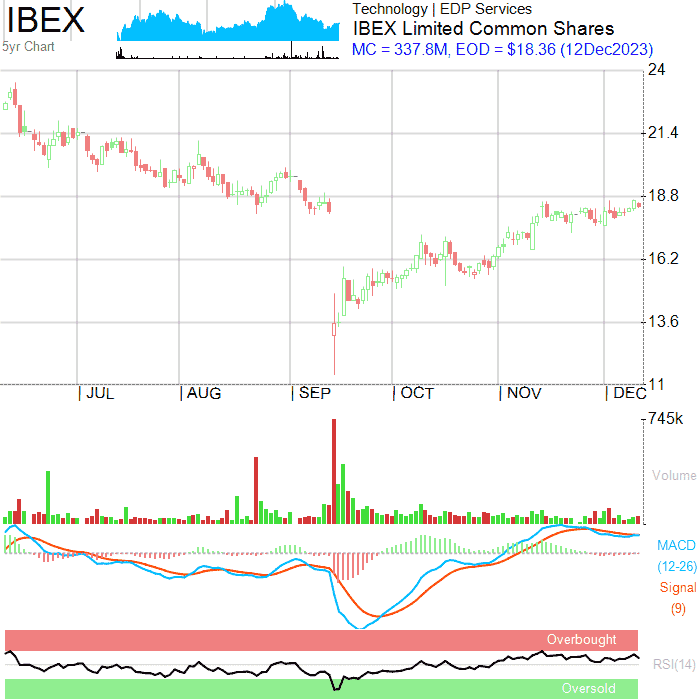 IBEX
5yr Chart
Technology | EDP Services
IBEX Limited Common Shares
MC = 337.8M, EOD = $18.36 (12Dec2023)
24
21.4
18.8
16.2
13.6
11
| JUL | AUG | SEP | OCT | NOV | DEC
745k
Volume
MACD
(12-26)
Signal
(9)
Overbought
RSI(14)
Oversold